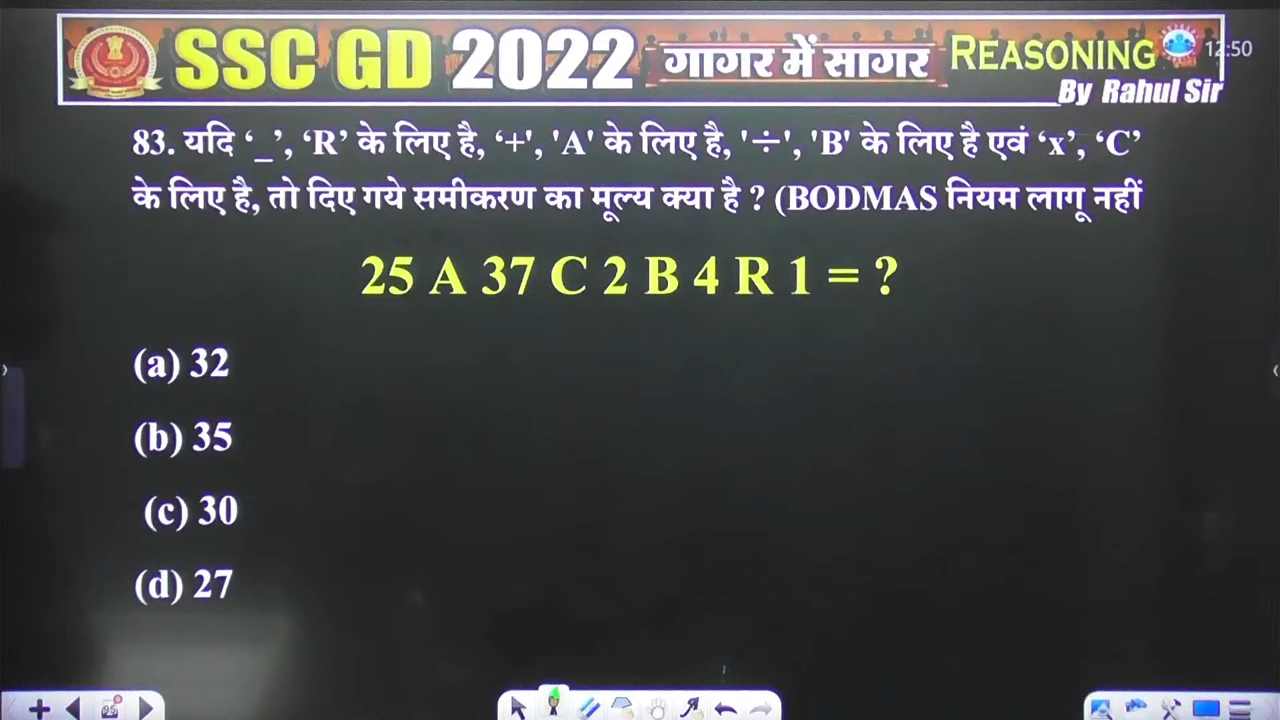 SSC GD 2022 गागर में सागर REASONING 12:50
By Rahul Sir
83. यदि ‘_’, ‘R’ के लिए है, ‘+', 'A' के लिए है, '÷', 'B' के लिए है एवं ‘x’, ‘C’
के लिए है, तो दिए गये समीकरण का मूल्य क्या है ? (BODMAS नियम लागू नहीं
25 A 37 C 2 B 4 R 1 = ?
(a) 32
(b) 35
(c) 30
(d) 27